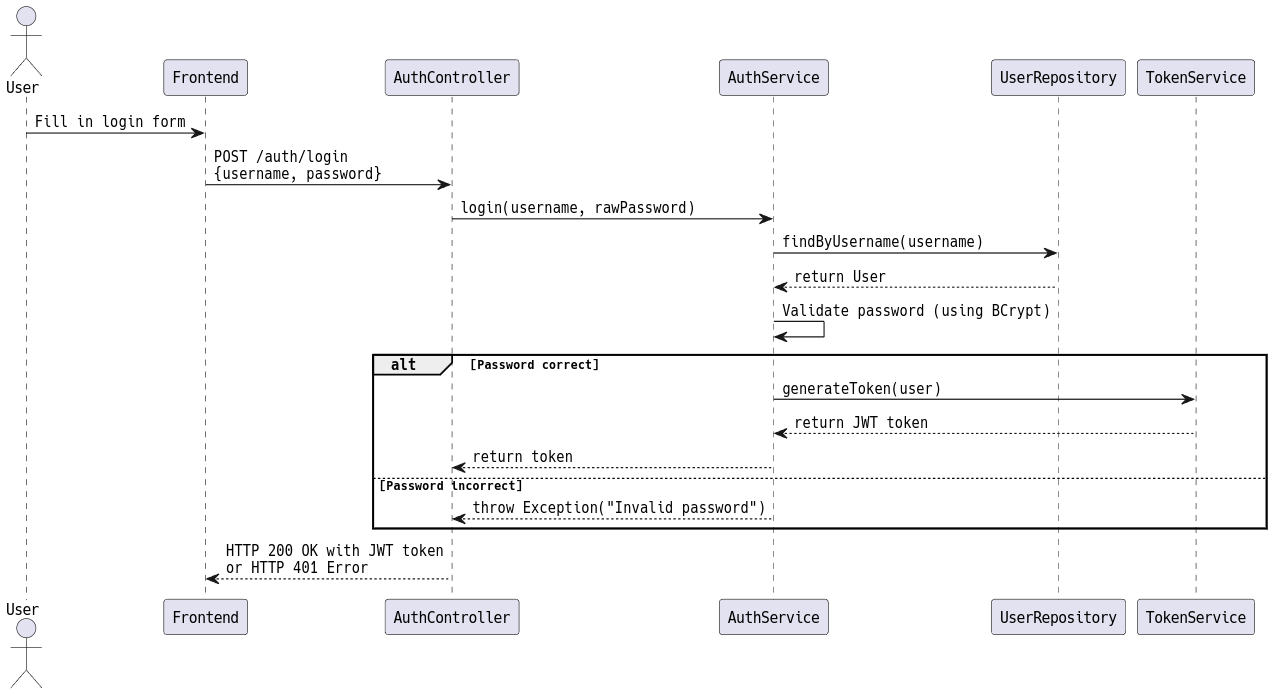 User
Frontend
AuthController
AuthService
UserRepository
TokenService
Fill in login form
POST /auth/login
{username, password}
login(username, rawPassword)
findByUsername(username)
return User
Validate password (using BCrypt)
alt
[Password correct]
generateToken(user)
return JWT token
return token
[Password incorrect]
throw Exception("Invalid password")
HTTP 200 OK with JWT token
or HTTP 401 Error
User
Frontend
AuthController
AuthService
UserRepository
TokenService